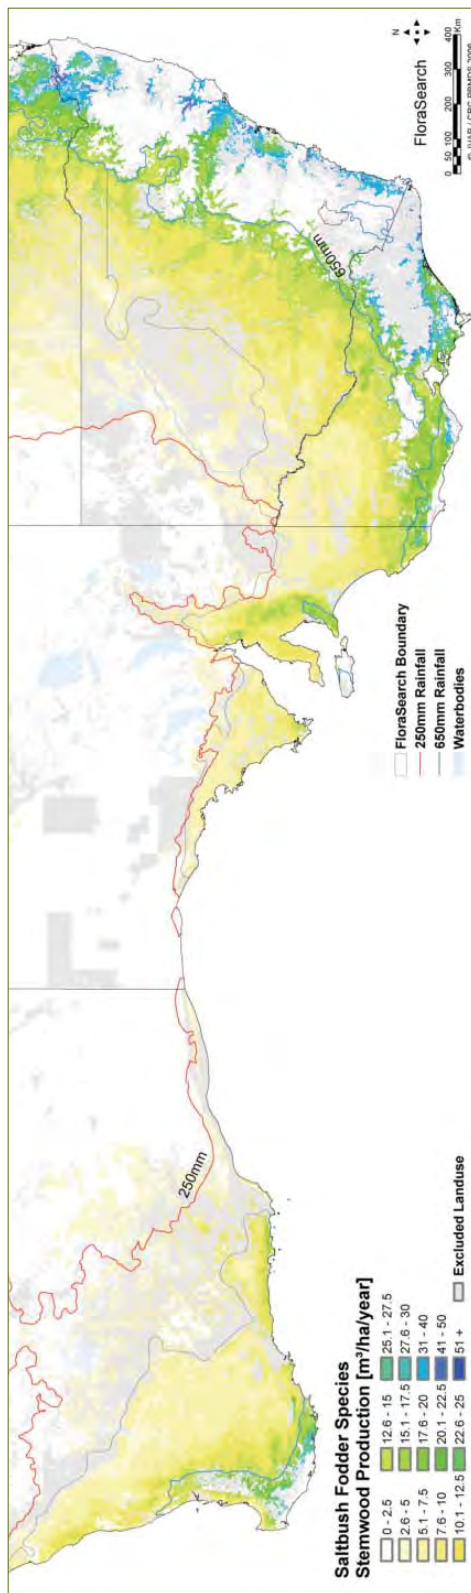 650mm
250mm
Saltbush Fodder Species
Stemwood Production [m³/ha/year]
0 - 2.5
2.6 - 5
5.1 - 7.5
7.6 - 10
10.1 - 12.5
12.6 - 15
15.1 - 17.5
17.6 - 20
20.1 - 22.5
22.6 - 25
25.1 - 27.5
27.6 - 30
31 - 40
41 - 50
51 +
Excluded Landuse
FloraSearch Boundary
250mm Rainfall
650mm Rainfall
Waterbodies
N
FloraSearch
0 50 100 200 300 400
Km